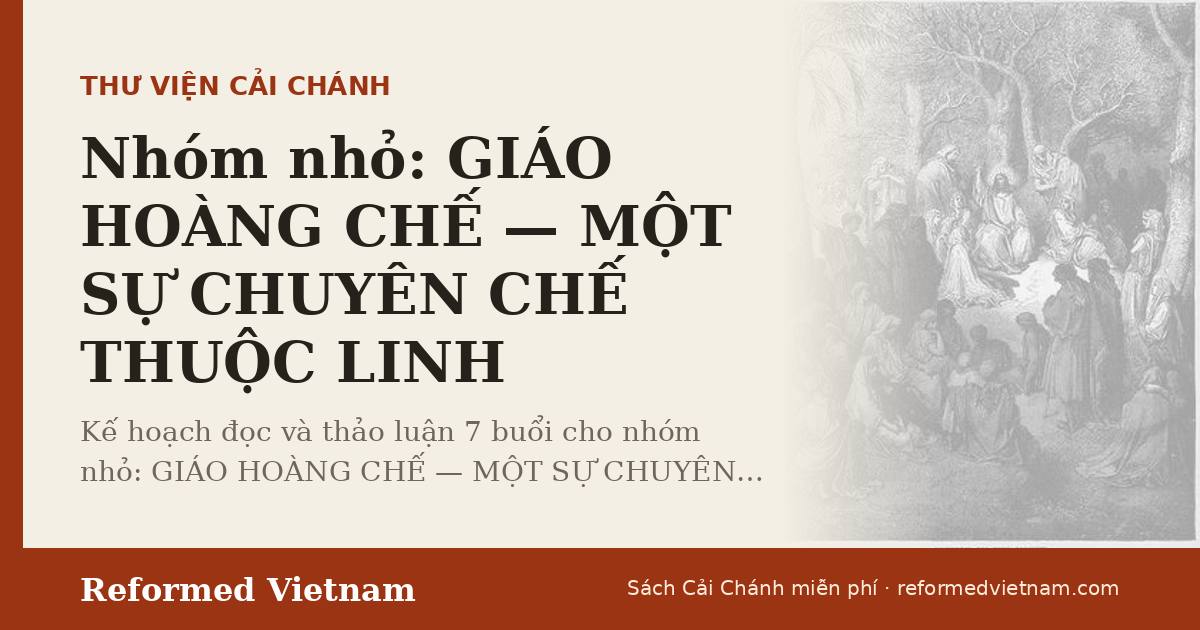 THƯ VIỆN CẢI CHÁNH
Nhóm nhỏ: GIÁO
HOÀNG CHẾ — MỘT
SỰ CHUYÊN CHẾ
THUỘC LINH
Kế hoạch đọc và thảo luận 7 buổi cho nhóm
nhỏ: GIÁO HOÀNG CHẾ — MỘT SỰ CHUYÊN...
Reformed Vietnam
Sách Cải Chánh miễn phí · reformedvietnam.com